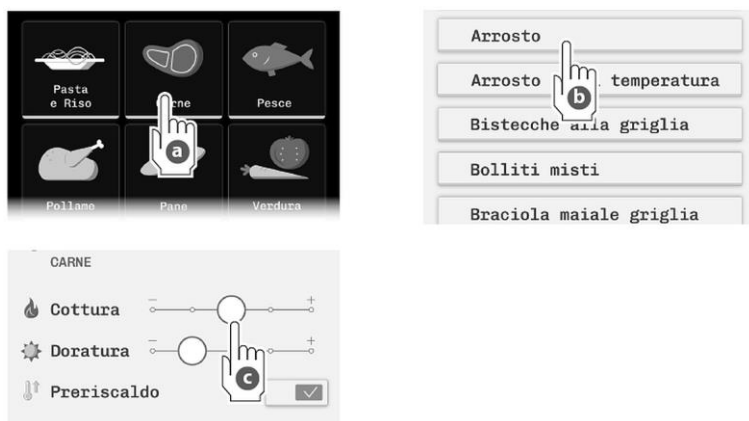 Pasta
e Riso
Pesce
a
Pollame
Pane
Verdura
Arrosto
Arrosto temperatura
b
Bistecche alla griglia
Bolliti misti
Braciola maiale griglia
CARNE
- +
Cottura
- +
Doratura
c
Preriscaldo